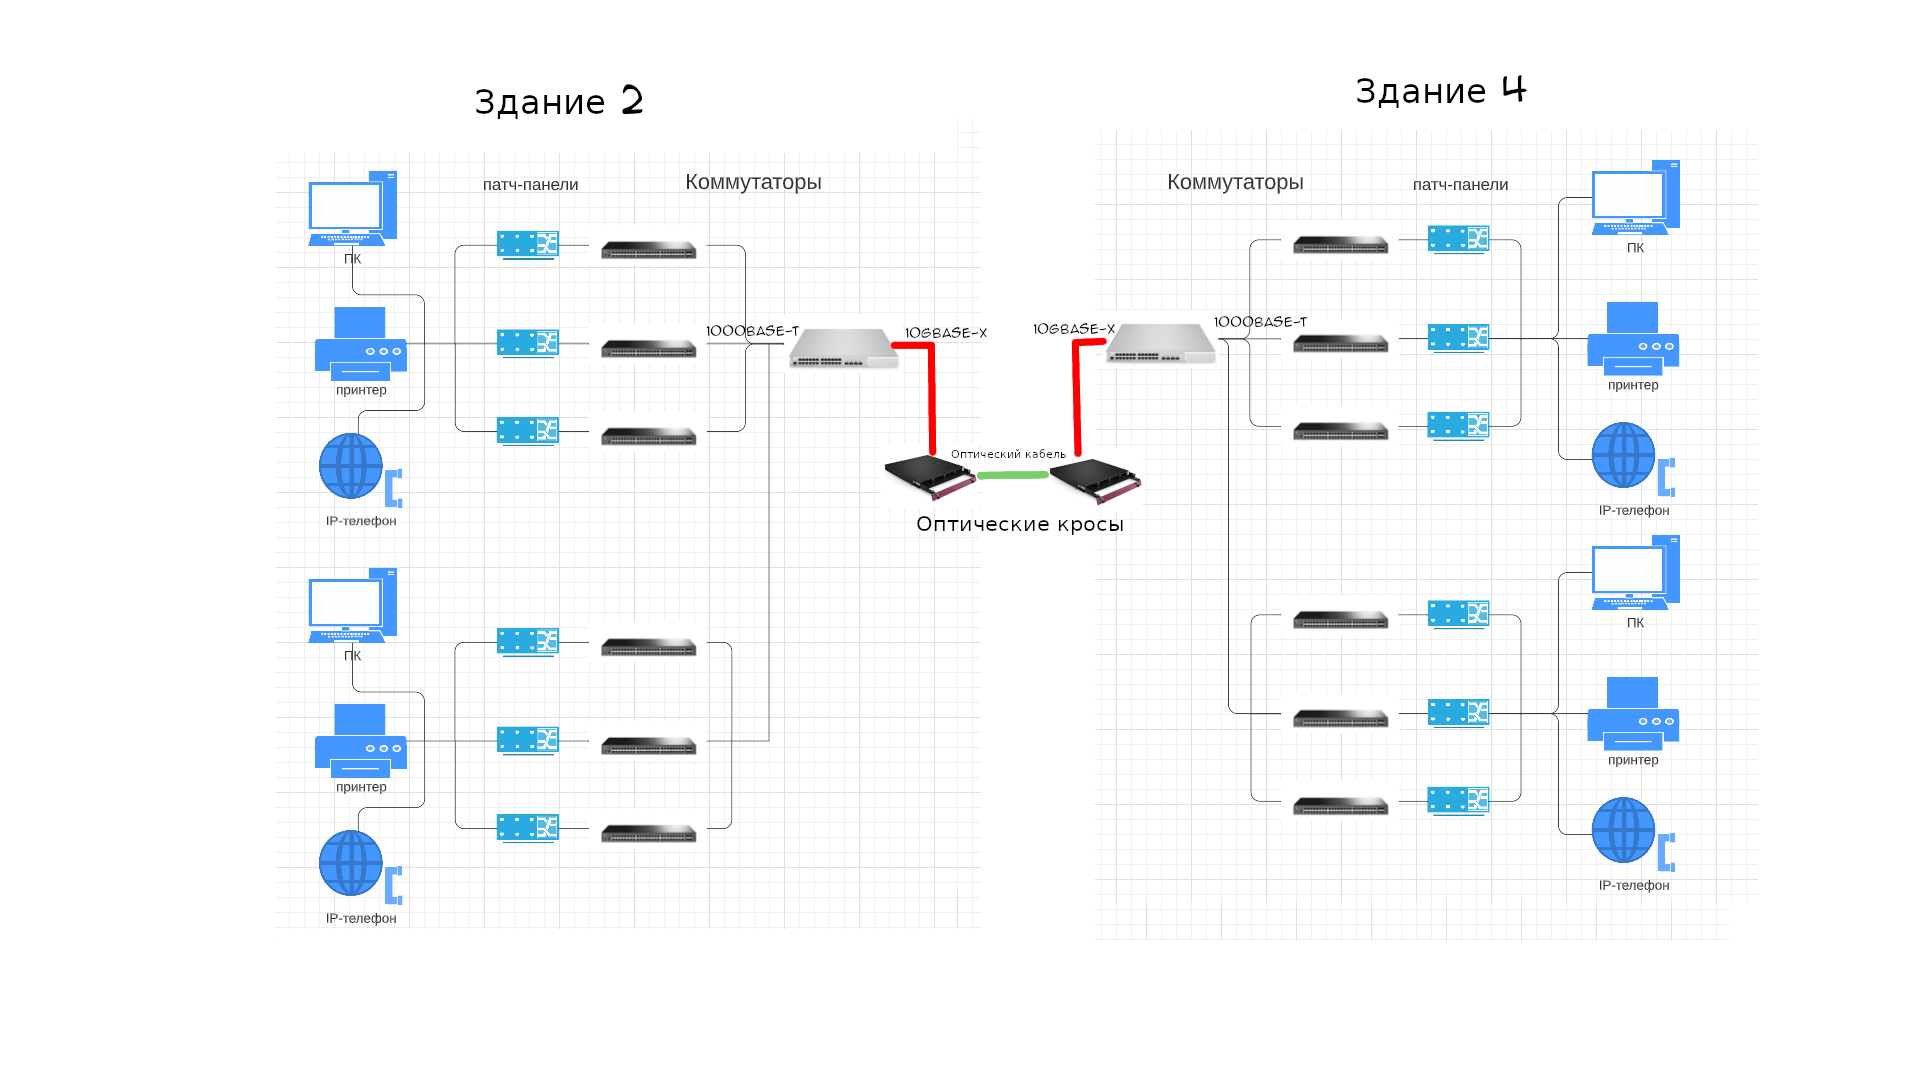 Здание 2
Здание 4
патч-панели
Коммутаторы
Коммутаторы
патч-панели
ПК
ПК
1000BASE-T
10GBASE-X
10GBASE-X
1000BASE-T
принтер
принтер
Оптический кабель
IP-телефон
Оптические кросы
IP-телефон
ПК
ПК
принтер
принтер
IP-телефон
IP-телефон